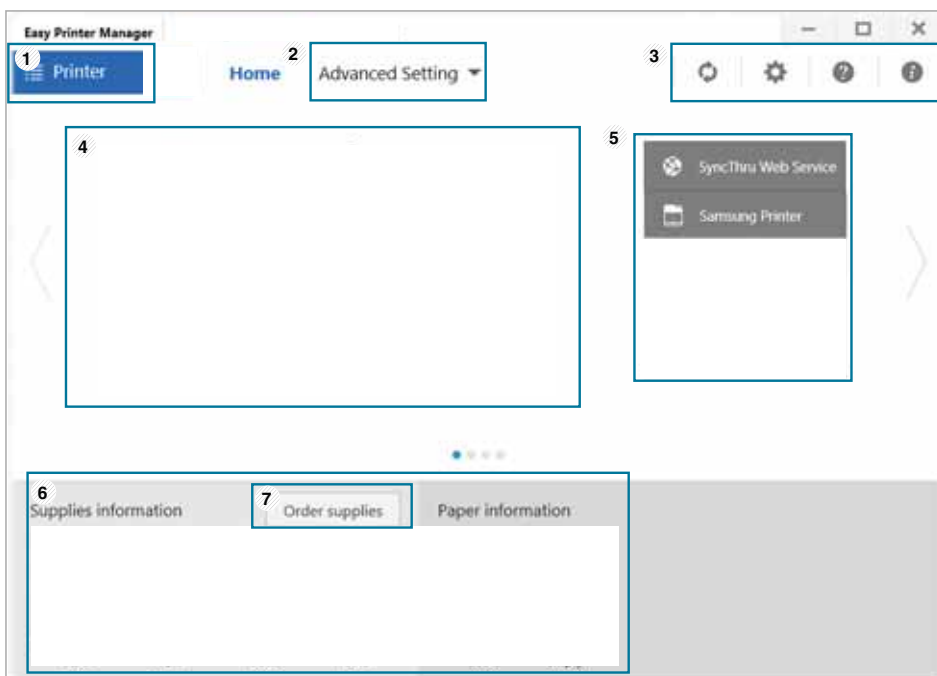 Easy Printer Manager
1 Printer Home 2 Advanced Setting 3
4
5
SyncThru Web Service
Samsung Printer
6
Supplies information 7 Order supplies Paper information